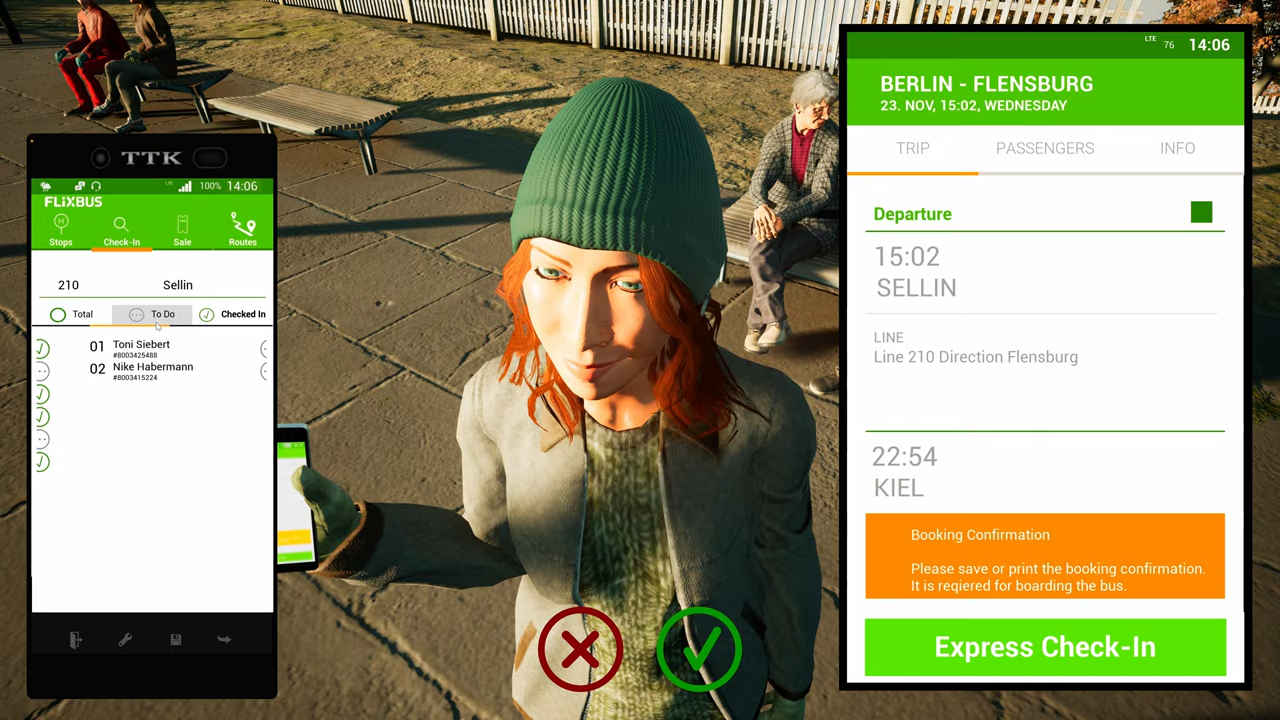 TTK
100% 14:06
FLiXBUS
Stops
Check-In
Sale
Routes
210 Sellin
Total
To Do
Checked In
01 Toni Siebert
#8003425488
02 Nike Habermann
#8003415224
LTE 76 14:06
BERLIN - FLENSBURG
23. NOV, 15:02, WEDNESDAY
TRIP PASSENGERS INFO
Departure
15:02
SELLIN
LINE
Line 210 Direction Flensburg
22:54
KIEL
Booking Confirmation
Please save or print the booking confirmation.
It is reqiered for boarding the bus.
Express Check-In